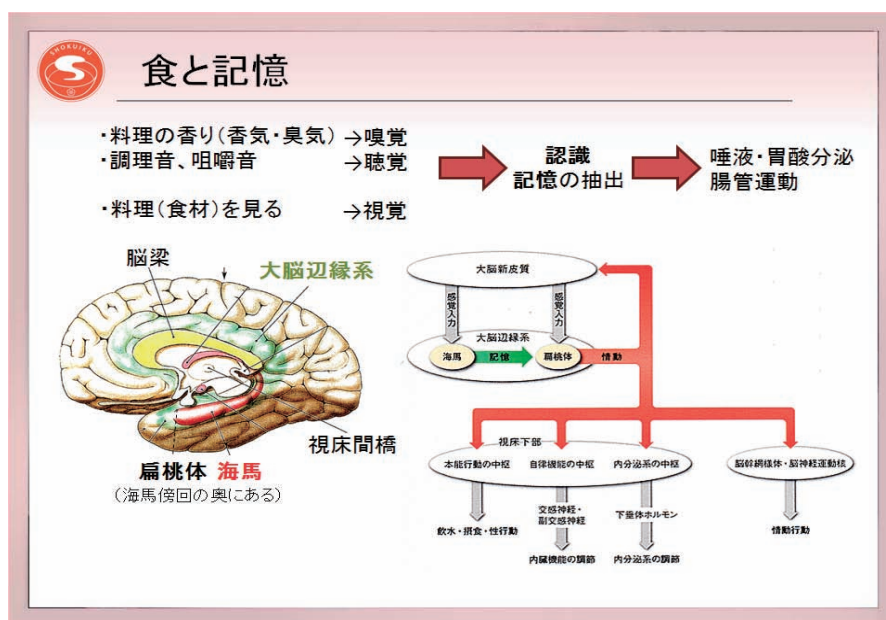 SHOKUIKU
食と記憶
・料理の香り(香気・臭気) →嗅覚
・調理音、咀嚼音 →聴覚
・料理(食材)を見る →視覚
認識
記憶の抽出
唾液・胃酸分泌
腸管運動
脳梁
大脳辺縁系
視床間橋
扁桃体 海馬
(海馬傍回の奥にある)
大脳新皮質
感覚入力
感覚入力
大脳辺縁系
海馬
記憶
扁桃体
情動
視床下部
本能行動の中枢
自律機能の中枢
内分泌系の中枢
脳幹網様体・脳神経運動核
飲水・摂食・性行動
交感神経・
副交感神経
下垂体ホルモン
情動行動
内臓機能の調節
内分泌系の調節